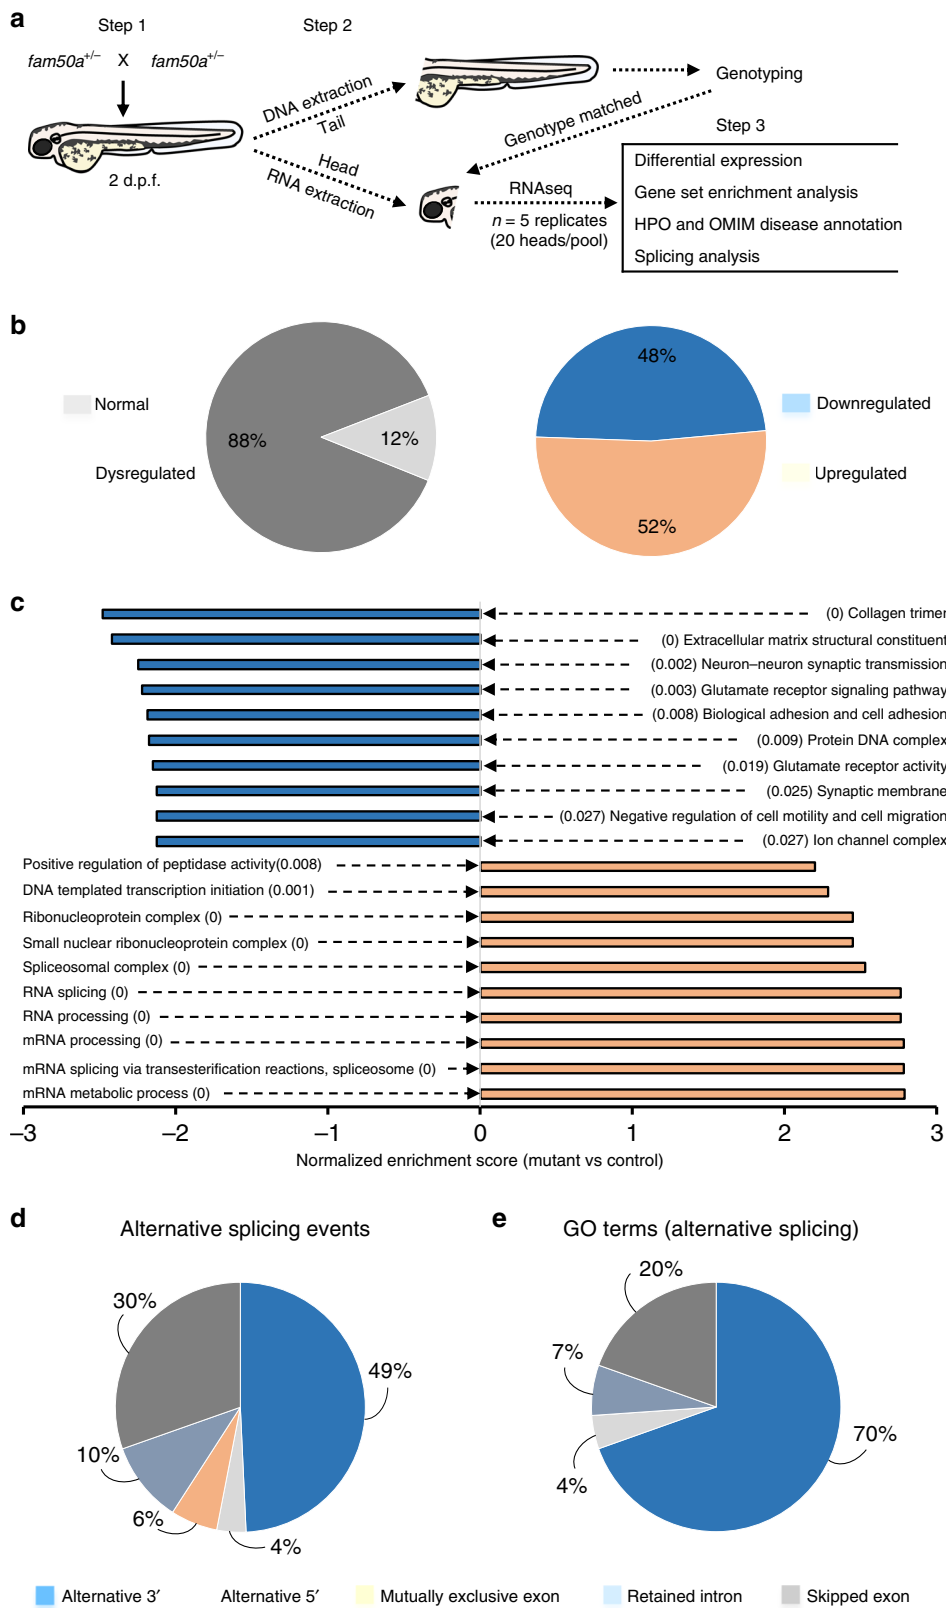 a
Step 1
Step 2
fam50a+/– X fam50a+/–
2 d.p.f.
DNA extraction
Tail
Head
RNA extraction
Genotyping
Genotype matched
RNAseq
n = 5 replicates
(20 heads/pool)
Step 3
Differential expression
Gene set enrichment analysis
HPO and OMIM disease annotation
Splicing analysis
b
Normal
Dysregulated
88%
12%
48%
52%
Downregulated
Upregulated
c
(0) Collagen trimer
(0) Extracellular matrix structural constituent
(0.002) Neuron–neuron synaptic transmission
(0.003) Glutamate receptor signaling pathway
(0.008) Biological adhesion and cell adhesion
(0.009) Protein DNA complex
(0.019) Glutamate receptor activity
(0.025) Synaptic membrane
(0.027) Negative regulation of cell motility and cell migration
(0.027) Ion channel complex
Positive regulation of peptidase activity(0.008)
DNA templated transcription initiation (0.001)
Ribonucleoprotein complex (0)
Small nuclear ribonucleoprotein complex (0)
Spliceosomal complex (0)
RNA splicing (0)
RNA processing (0)
mRNA processing (0)
mRNA splicing via transesterification reactions, spliceosome (0)
mRNA metabolic process (0)
–3 –2 –1 0 1 2 3
Normalized enrichment score (mutant vs control)
d
Alternative splicing events
30%
49%
10%
6%
4%
e
GO terms (alternative splicing)
20%
7%
4%
70%
Alternative 3′ Alternative 5′ Mutually exclusive exon Retained intron Skipped exon